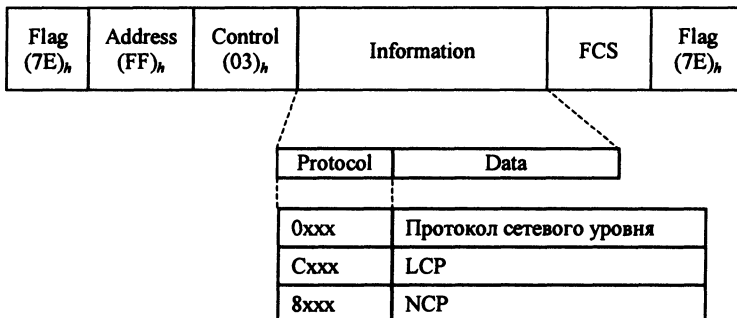 Flag Address Control Information FCS Flag
(7E)h (FF)h (03)h (7E)h
Protocol Data
0xxx Протокол сетевого уровня
Cxxx LCP
8xxx NCP